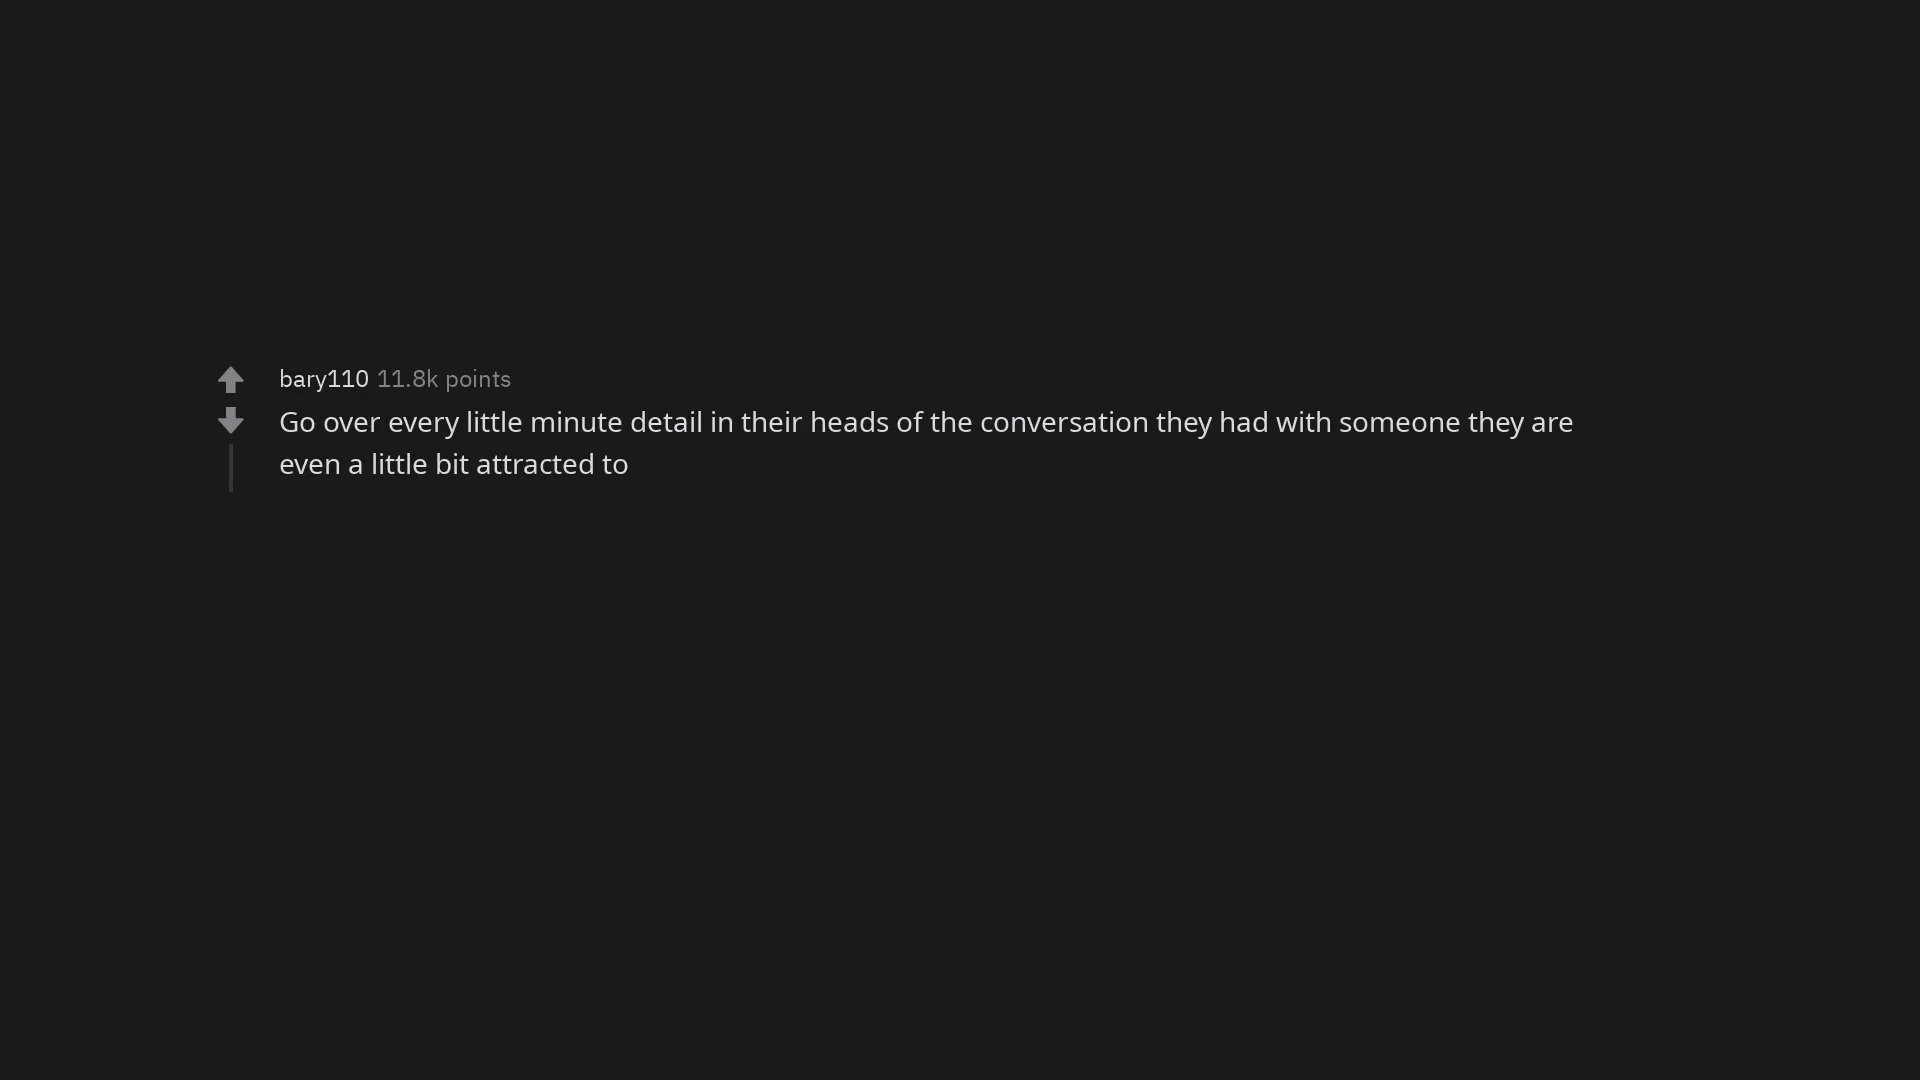 bary110 11.8k points
Go over every little minute detail in their heads of the conversation they had with someone they are
even a little bit attracted to